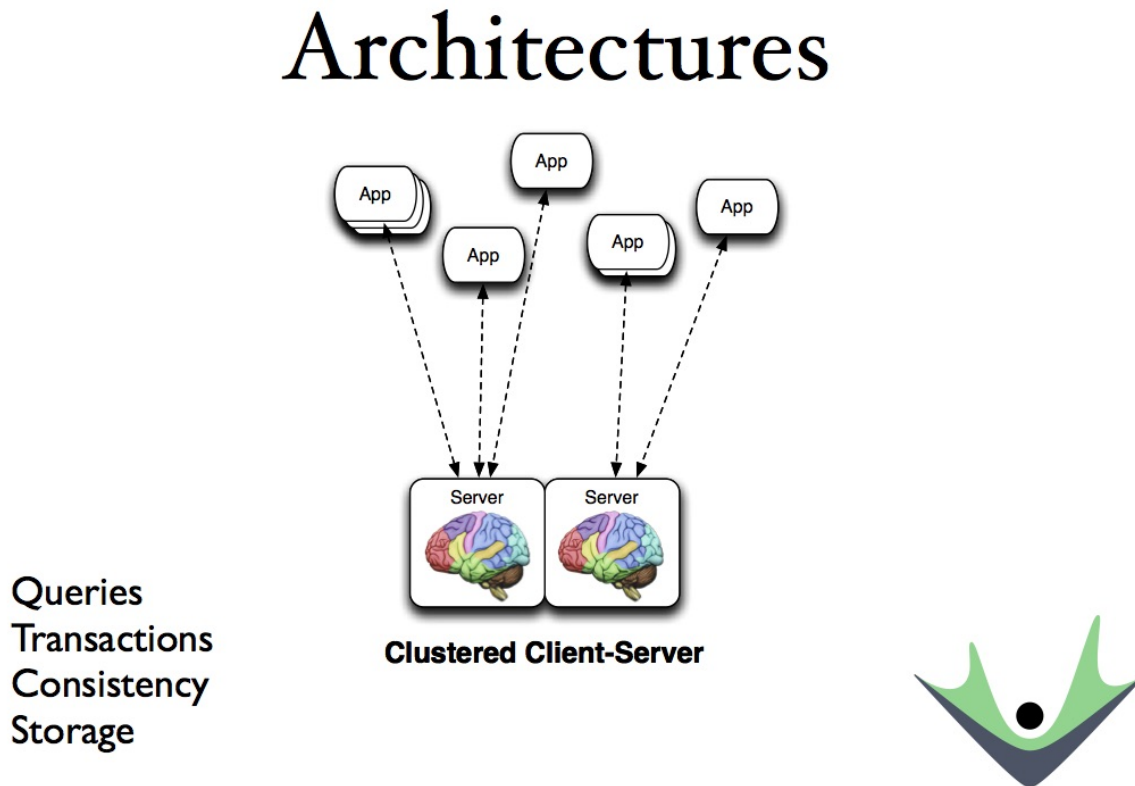 Architectures
App
App
App
App
App
Server
Server
Clustered Client-Server
Queries
Transactions
Consistency
Storage